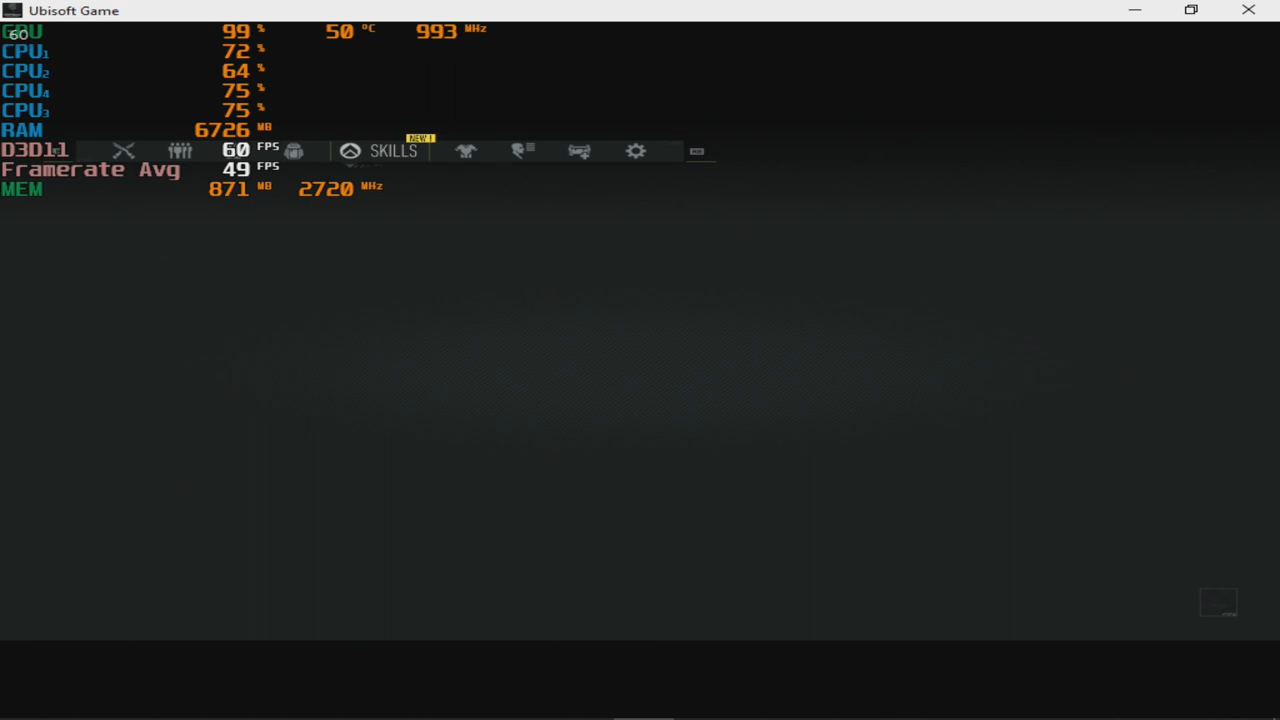 Ubisoft Game
GPU 99 % 50 °C 993 MHz
60
CPU1 72 %
CPU2 64 %
CPU4 75 %
CPU3 75 %
RAM 6726 MB
NEW!
D3D11 60 FPS
SKILLS
Framerate Avg 49 FPS
MEM 871 MB 2720 MHz